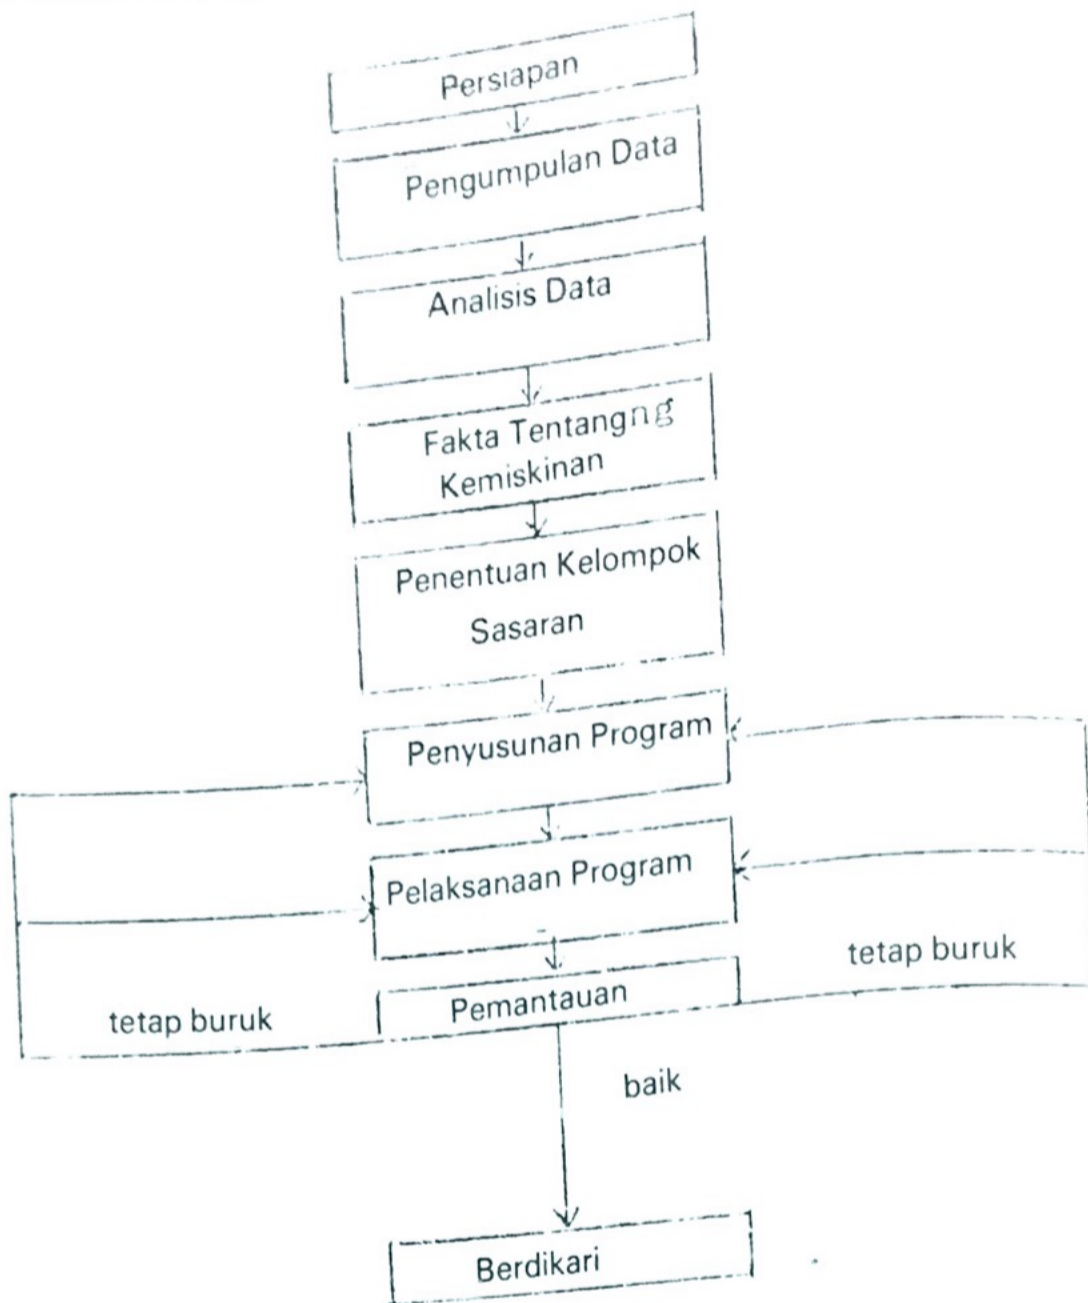 Persiapan
Pengumpulan Data
Analisis Data
Fakta Tentangng
Kemiskinan
Penentuan Kelompok
Sasaran
Penyusunan Program
Pelaksanaan Program
tetap buruk
Pemantauan
tetap buruk
baik
Berdikari